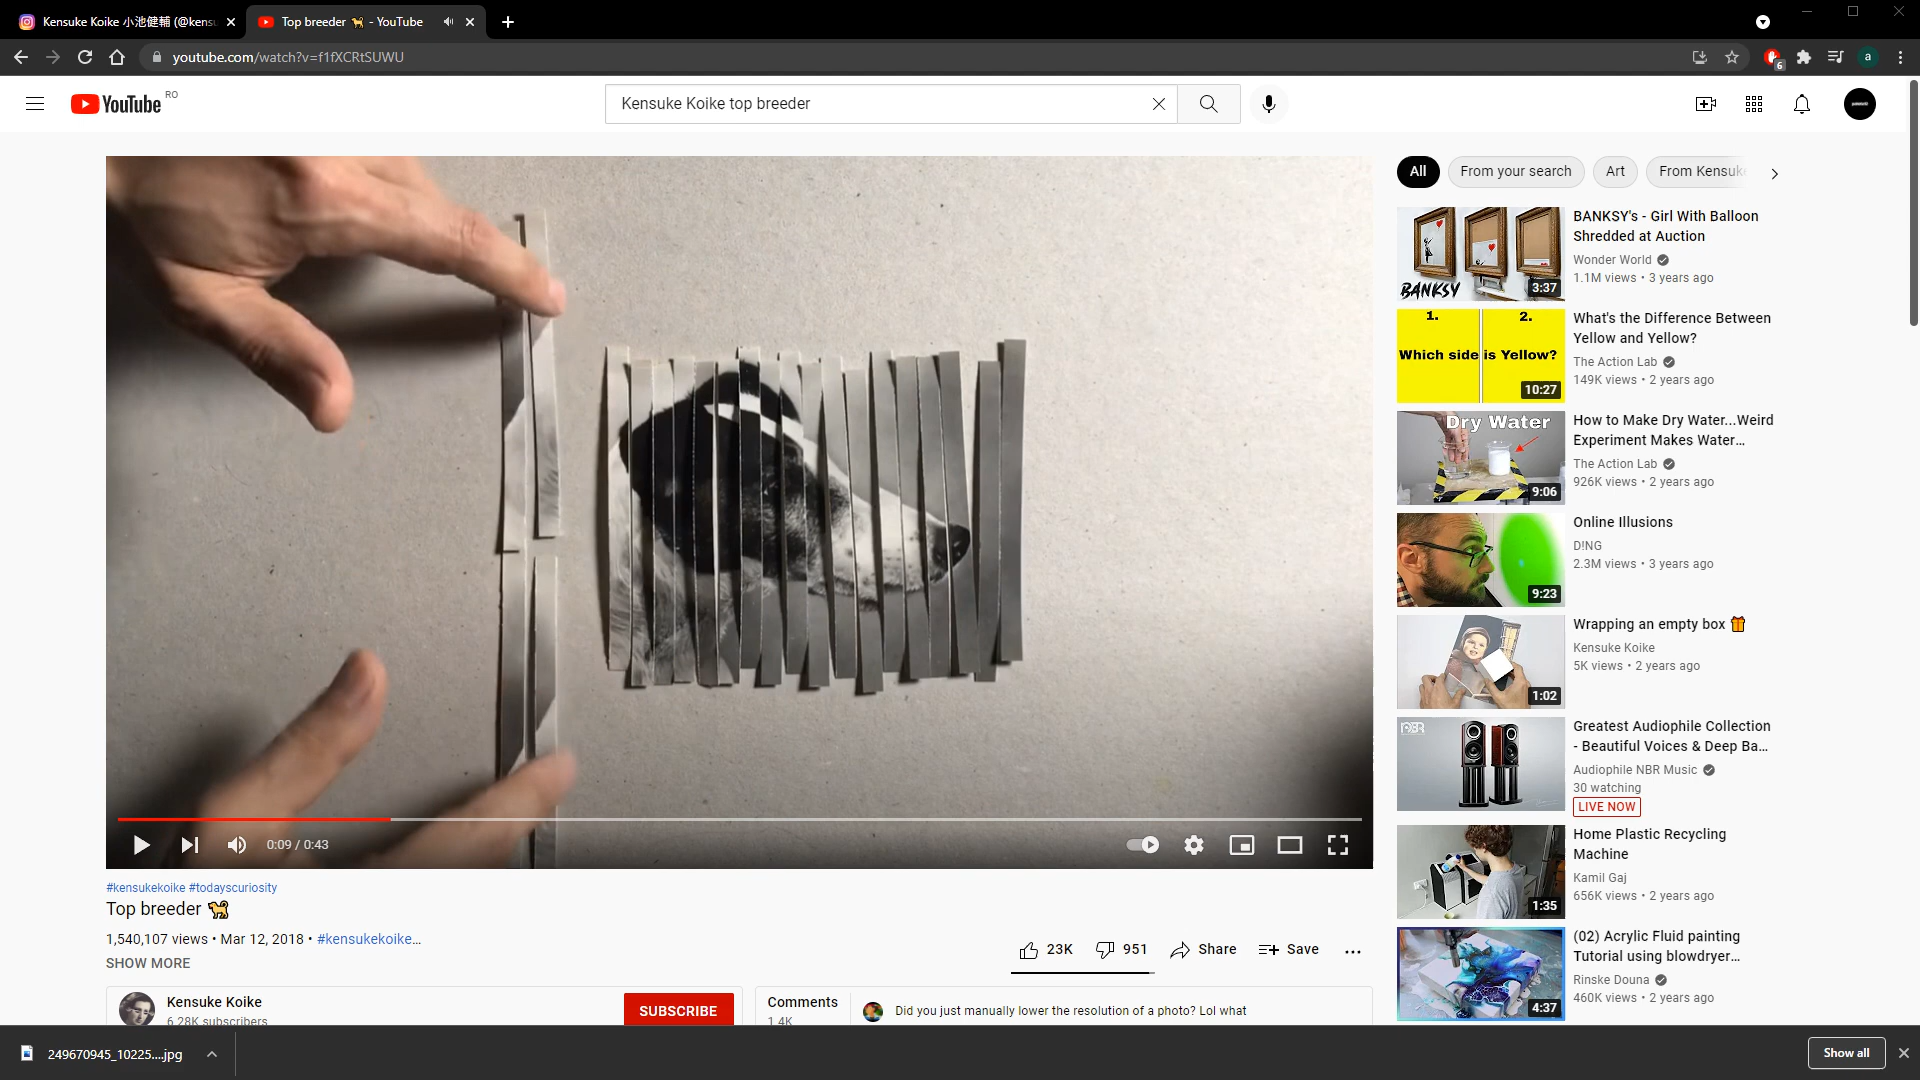 Kensuke Koike 小池健輔 (@kensu
Top breeder 🐕 - YouTube
youtube.com/watch?v=f1fXCRtSUWU
6
a
YouTube RO
Kensuke Koike top breeder
All
From your search
Art
From Kensuke
BANKSY
3:37
BANKSY's - Girl With Balloon
Shredded at Auction
Wonder World
1.1M views • 3 years ago
1. 2.
Which side is Yellow?
10:27
What's the Difference Between
Yellow and Yellow?
The Action Lab
149K views • 2 years ago
Dry Water
9:06
How to Make Dry Water...Weird
Experiment Makes Water...
The Action Lab
926K views • 2 years ago
9:23
Online Illusions
D!NG
2.3M views • 3 years ago
1:02
Wrapping an empty box 🎁
Kensuke Koike
5K views • 2 years ago
NBR
Greatest Audiophile Collection
- Beautiful Voices & Deep Ba...
Audiophile NBR Music
30 watching
LIVE NOW
1:35
Home Plastic Recycling
Machine
Kamil Gaj
656K views • 2 years ago
4:37
(02) Acrylic Fluid painting
Tutorial using blowdryer...
Rinske Douna
460K views • 2 years ago
0:09 / 0:43
#kensukekoike #todayscuriosity
Top breeder 🐕
1,540,107 views • Mar 12, 2018 • #kensukekoike...
23K
951
Share
Save
SHOW MORE
Kensuke Koike
6.28K subscribers
SUBSCRIBE
Comments
1.4K
Did you just manually lower the resolution of a photo? Lol what
249670945_10225....jpg
Show all